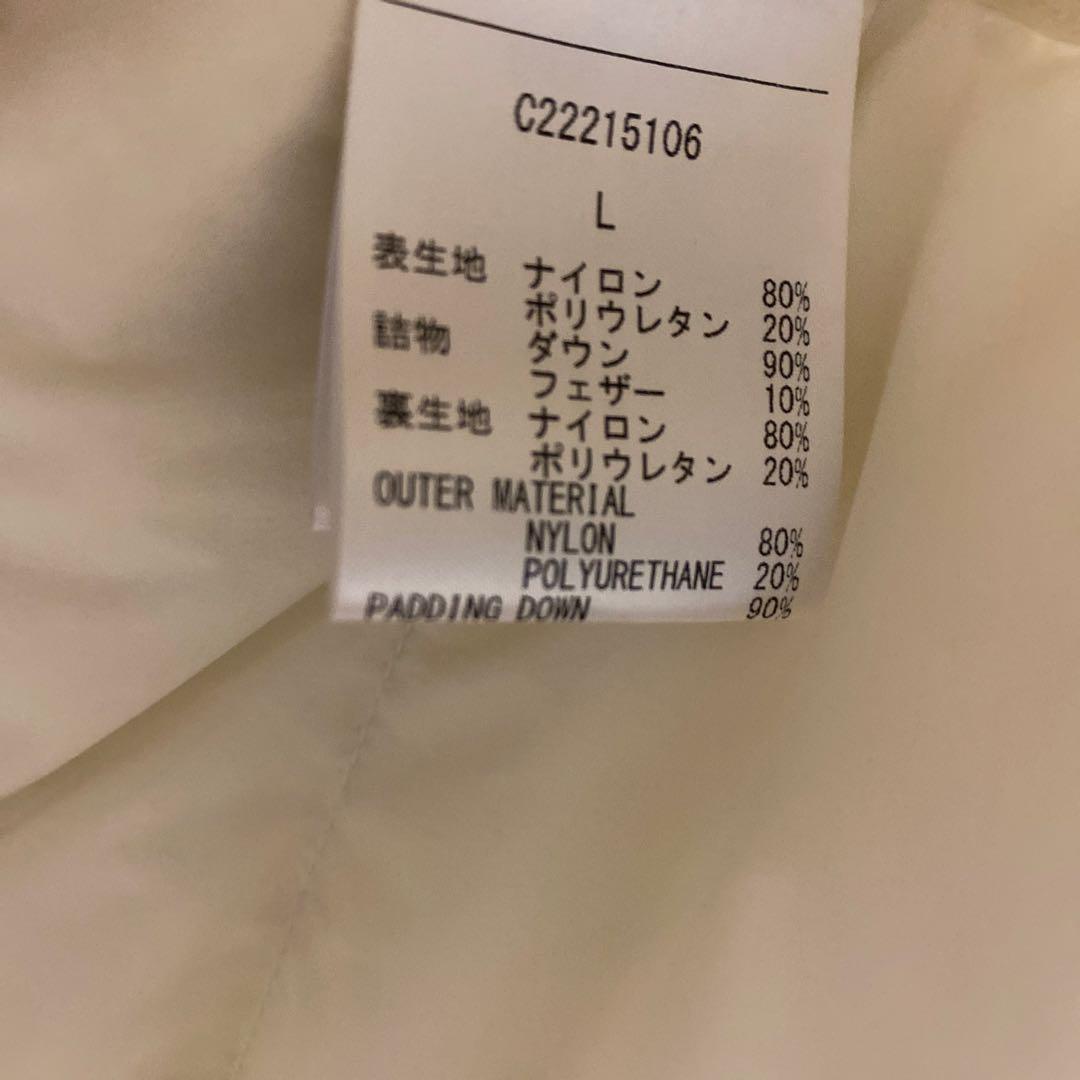 C22215106
L
表生地 ナイロン 80%
ポリウレタン 20%
詰物 ダウン 90%
フェザー 10%
裏生地 ナイロン 80%
ポリウレタン 20%
OUTER MATERIAL
NYLON 80%
POLYURETHANE 20%
PADDING DOWN 90%